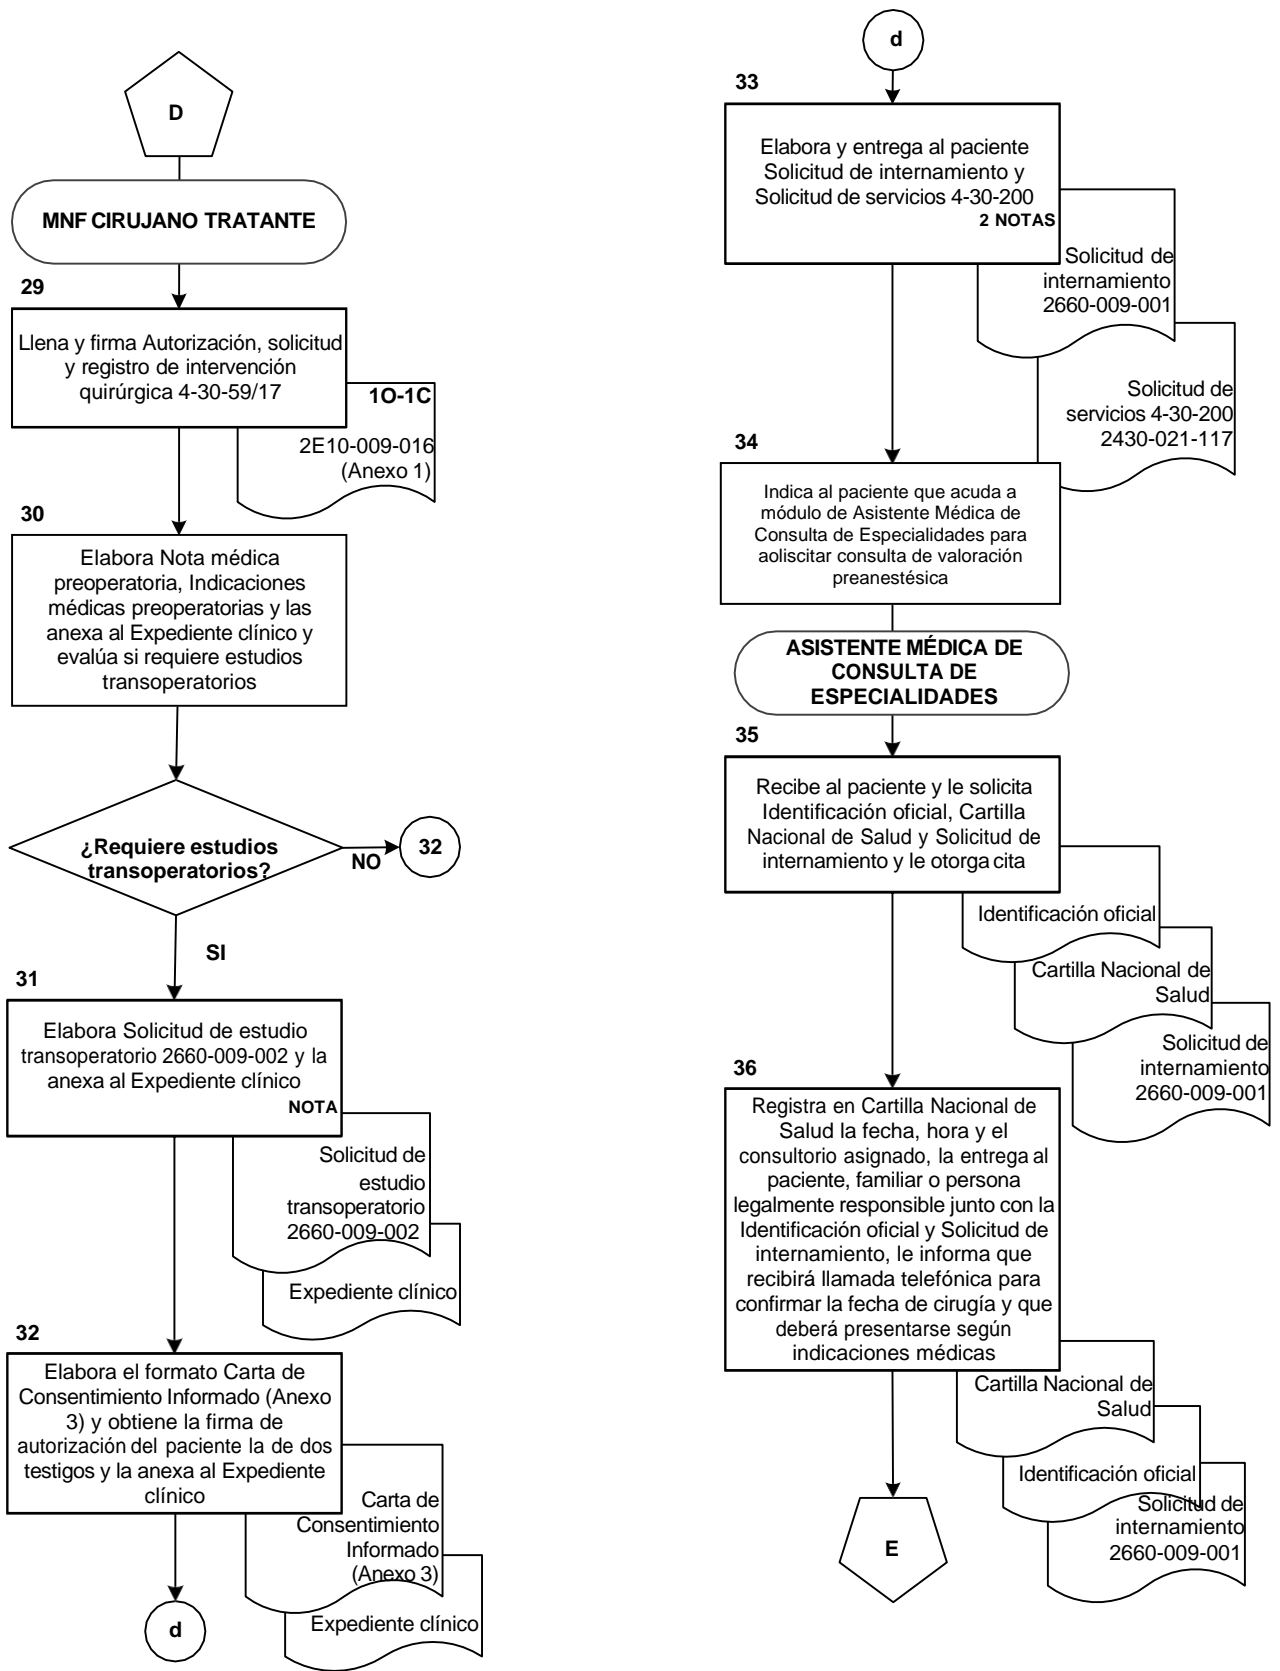 D
MNF CIRUJANO TRATANTE
29
Llena y firma Autorización, solicitud
y registro de intervención
quirúrgica 4-30-59/17
1O-1C
2E10-009-016
(Anexo 1)
30
Elabora Nota médica
preoperatoria, Indicaciones
médicas preoperatorias y las
anexa al Expediente clínico y
evalúa si requiere estudios
transoperatorios
¿Requiere estudios
transoperatorios?
NO
32
SI
31
Elabora Solicitud de estudio
transoperatorio 2660-009-002 y la
anexa al Expediente clínico
NOTA
Solicitud de
estudio
transoperatorio
2660-009-002
Expediente clínico
32
Elabora el formato Carta de
Consentimiento Informado (Anexo
3) y obtiene la firma de
autorización del paciente la de dos
testigos y la anexa al Expediente
clínico
Carta de
Consentimiento
Informado
(Anexo 3)
Expediente clínico
d
d
33
Elabora y entrega al paciente
Solicitud de internamiento y
Solicitud de servicios 4-30-200
2 NOTAS
Solicitud de
internamiento
2660-009-001
Solicitud de
servicios 4-30-200
2430-021-117
34
Indica al paciente que acuda a
módulo de Asistente Médica de
Consulta de Especialidades para
aoliscitar consulta de valoración
preanestésica
ASISTENTE MÉDICA DE
CONSULTA DE
ESPECIALIDADES
35
Recibe al paciente y le solicita
Identificación oficial, Cartilla
Nacional de Salud y Solicitud de
internamiento y le otorga cita
Identificación oficial
Cartilla Nacional de
Salud
Solicitud de
internamiento
2660-009-001
36
Registra en Cartilla Nacional de
Salud la fecha, hora y el
consultorio asignado, la entrega al
paciente, familiar o persona
legalmente responsible junto con la
Identificación oficial y Solicitud de
internamiento, le informa que
recibirá llamada telefónica para
confirmar la fecha de cirugía y que
deberá presentarse según
indicaciones médicas
Cartilla Nacional de
Salud
Identificación oficial
Solicitud de
internamiento
2660-009-001
E